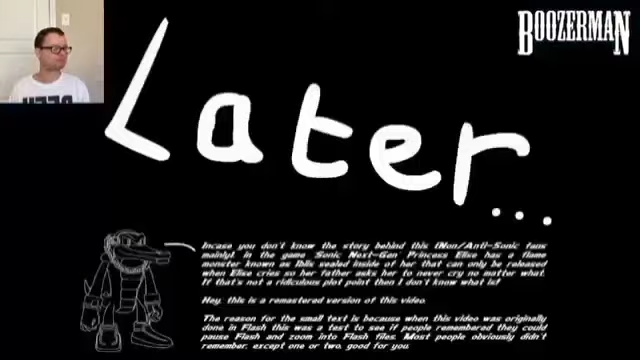 BOOZERMAN
Later...
Incase you don't know the story behind this (Non/Anti-Sonic fans
mainly), in the game Sonic Next-Gen Princess Elise has a flame
monster known as Iblis sealed inside of her that can only be released
when Elise cries so her father asks her to never cry no matter what.
If that's not a ridiculous plot point then I don't know what is!
Hey, this is a remastered version of this video.
The reason for the small text is because when this video was originally
done in Flash this was a test to see if people remembered they could
pause Flash and zoom into Flash files. Most people obviously didn't
remember, except one or two, good for you.